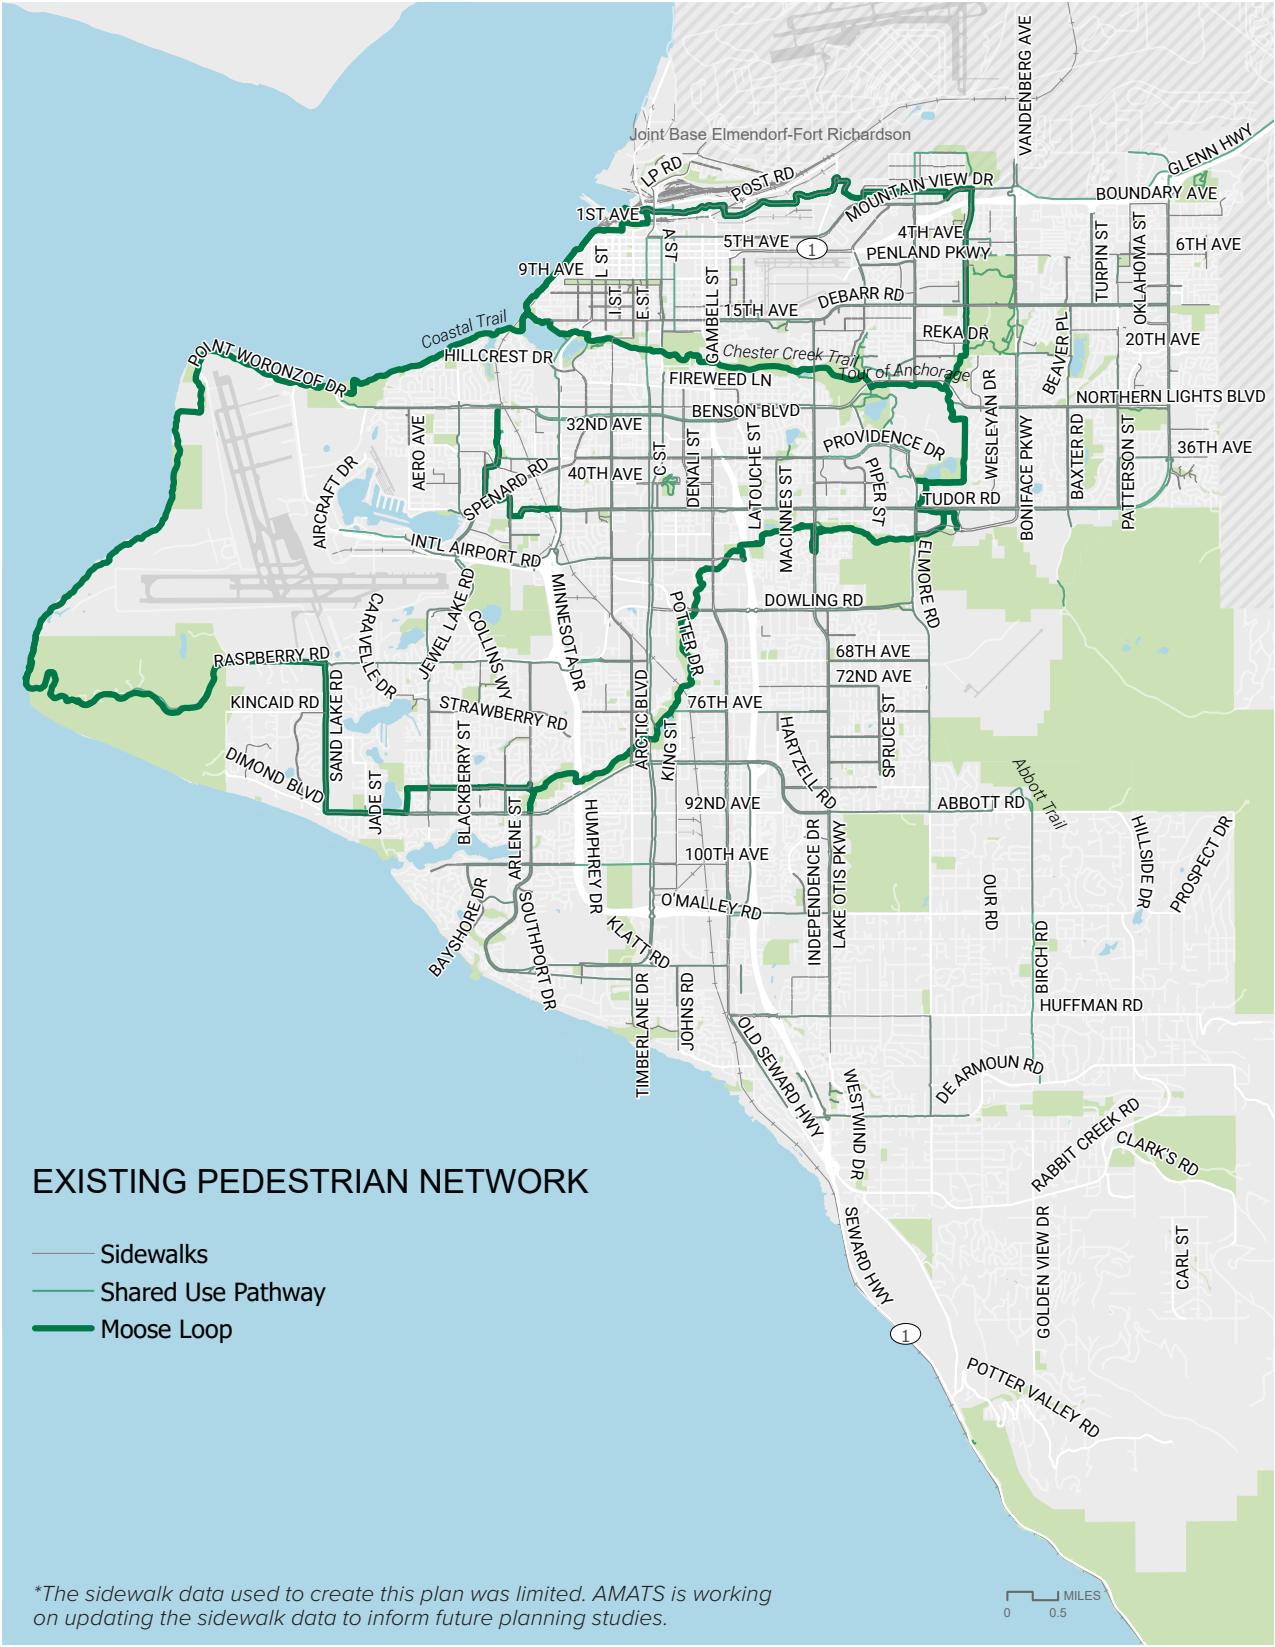 VANDENBERG AVE
Joint Base Elmendorf-Fort Richardson
GLENN HWY
LP RD
POST RD
MOUNTAIN VIEW DR
BOUNDARY AVE
1ST AVE
A ST
5TH AVE
1
4TH AVE
PENLAND PKWY
6TH AVE
TURPIN ST
OKLAHOMA ST
9TH AVE
L ST
I ST
E ST
GAMBELL ST
15TH AVE
DEBARR RD
Coastal Trail
HILLCREST DR
Chester Creek Trail
REKA DR
BEAVER PL
20TH AVE
POINT WORONZOF DR
FIREWEED LN
Tour of Anchorage
NORTHERN LIGHTS BLVD
BENSON BLVD
WESLEYAN DR
32ND AVE
AERO AVE
PROVIDENCE DR
BONIFACE PKWY
BAXTER RD
PATTERSON ST
36TH AVE
AIRCRAFT DR
SPENARD RD
40TH AVE
C ST
DENALI ST
LATOUCHE ST
MACINNES ST
PIPER ST
TUDOR RD
INTL AIRPORT RD
ELMORE RD
CARAVELLE DR
JEWEL LAKE RD
COLLINS WY
MINNESOTA DR
POTTER DR
DOWLING RD
RASPBERRY RD
68TH AVE
72ND AVE
KINCAID RD
SAND LAKE RD
STRAWBERRY RD
ARCTIC BLVD
KING ST
76TH AVE
HARTZELL RD
SPRUCE ST
DIMOND BLVD
JADE ST
BLACKBERRY ST
ARLENE ST
HUMPHREY DR
92ND AVE
ABBOTT RD
Abbott Trail
100TH AVE
INDEPENDENCE DR
LAKE OTIS PKWY
HILLSIDE DR
PROSPECT DR
OUR RD
BAYSHORE DR
SOUTHPORT DR
O'MALLEY RD
KLATT RD
BIRCH RD
TIMBERLANE DR
JOHNS RD
HUFFMAN RD
OLD SEWARD HWY
WESTWIND DR
DE ARMOUN RD
RABBIT CREEK RD
CLARK'S RD
EXISTING PEDESTRIAN NETWORK
Sidewalks
Shared Use Pathway
Moose Loop
SEWARD HWY
GOLDEN VIEW DR
CARL ST
1
POTTER VALLEY RD
*The sidewalk data used to create this plan was limited. AMATS is working
on updating the sidewalk data to inform future planning studies.
MILES
0 0.5